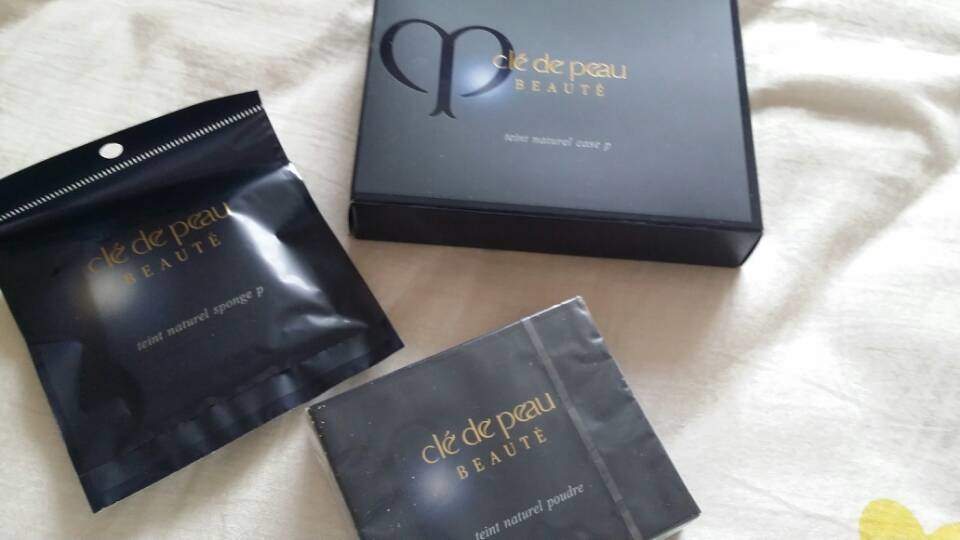 clé de peau
BEAUTÉ
teint naturel case p
clé de peau
BEAUTÉ
teint naturel sponge p
clé de peau
BEAUTÉ
teint naturel poudre